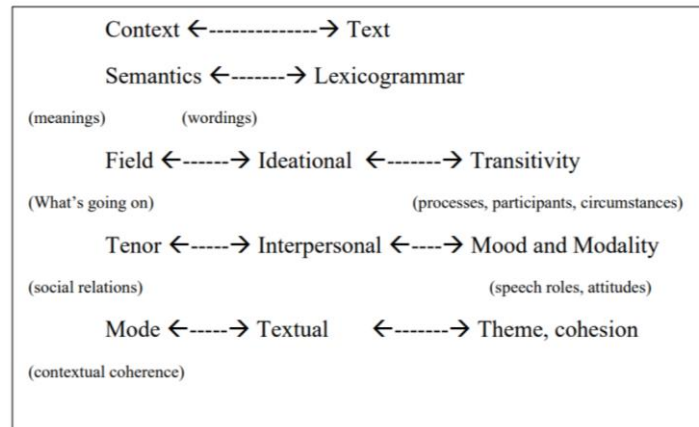 Context ←--------------→ Text
Semantics ←-------→ Lexicogrammar
(meanings) (wordings)
Field ←------→ Ideational ←-------→ Transitivity
(What's going on) (processes, participants, circumstances)
Tenor ←-----→ Interpersonal ←----→ Mood and Modality
(social relations) (speech roles, attitudes)
Mode ←-----→ Textual ←-------→ Theme, cohesion
(contextual coherence)